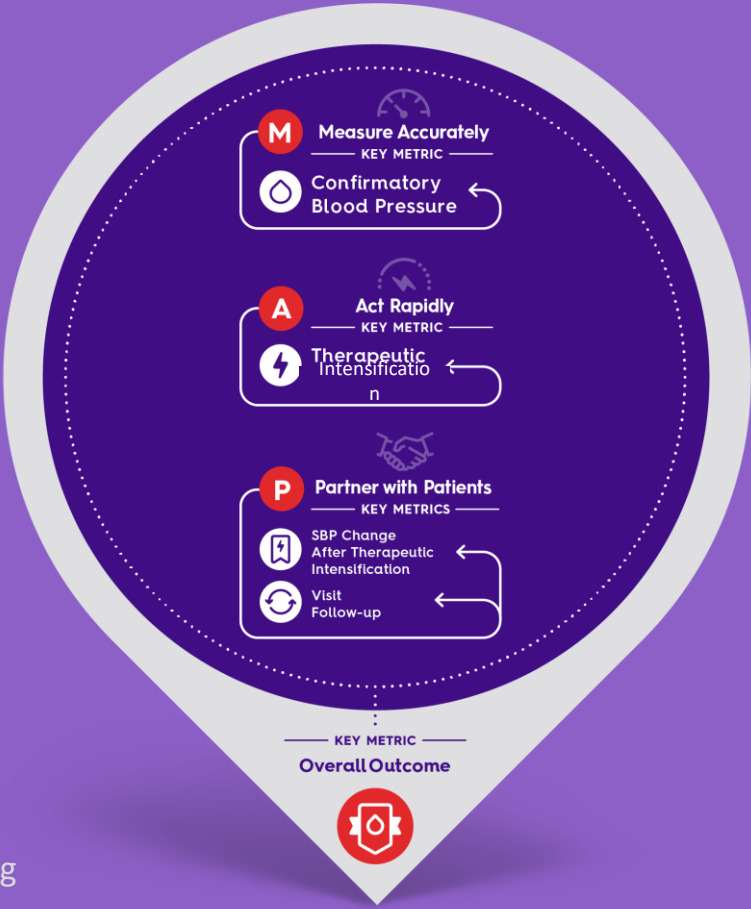 M
Measure Accurately
KEY METRIC
Confirmatory
Blood Pressure
A
Act Rapidly
KEY METRIC
Therapeutic
Intensificatio
n
P
Partner with Patients
KEY METRICS
SBP Change
After Therapeutic
Intensification
Visit
Follow-up
KEY METRIC
Overall Outcome
g